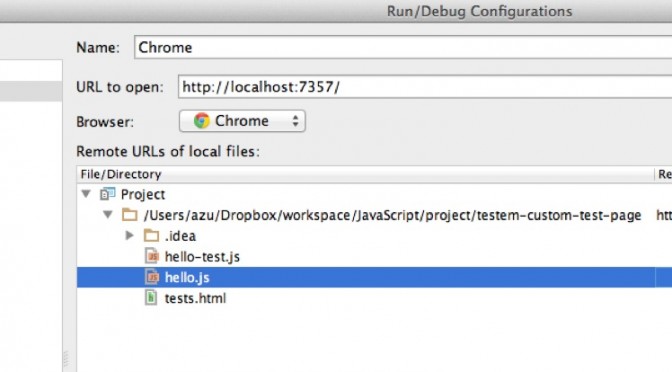 Run/Debug Configurations
Name: Chrome
URL to open: http://localhost:7357/
Browser: Chrome
Remote URLs of local files:
File/Directory Re
Project
/Users/azu/Dropbox/workspace/JavaScript/project/testem-custom-test-page htt
.idea
hello-test.js
hello.js
tests.html